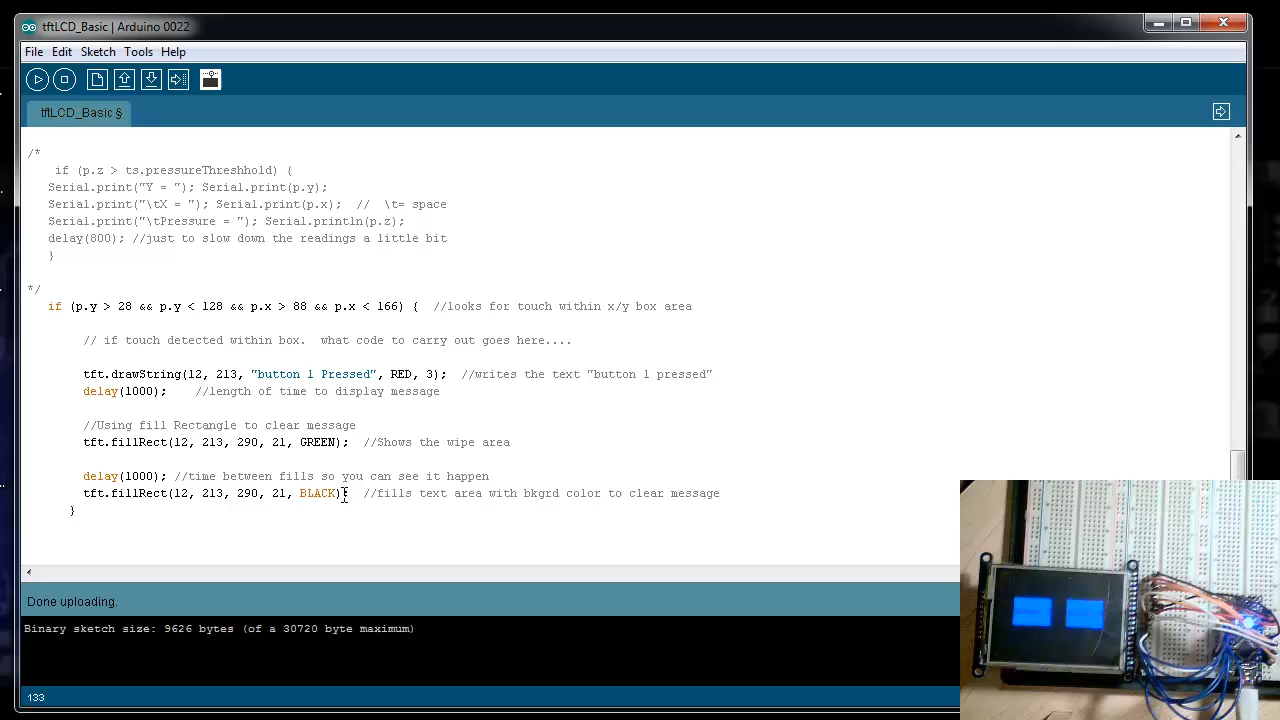 tftLCD_Basic | Arduino 0022
File Edit Sketch Tools Help
tftLCD_Basic §
/*
if (p.z > ts.pressureThreshhold) {
Serial.print("Y = "); Serial.print(p.y);
Serial.print("\tX = "); Serial.print(p.x); // \t= space
Serial.print("\tPressure = "); Serial.println(p.z);
delay(800); //just to slow down the readings a little bit
}
*/
if (p.y > 28 && p.y < 128 && p.x > 88 && p.x < 166) { //looks for touch within x/y box area
// if touch detected within box. what code to carry out goes here....
tft.drawString(12, 213, "button 1 Pressed", RED, 3); //writes the text "button 1 pressed"
delay(1000); //length of time to display message
//Using fill Rectangle to clear message
tft.fillRect(12, 213, 290, 21, GREEN); //Shows the wipe area
delay(1000); //time between fills so you can see it happen
tft.fillRect(12, 213, 290, 21, BLACK); //fills text area with bkgrn color to clear message
}
Done uploading.
Binary sketch size: 9626 bytes (of a 30720 byte maximum)
133